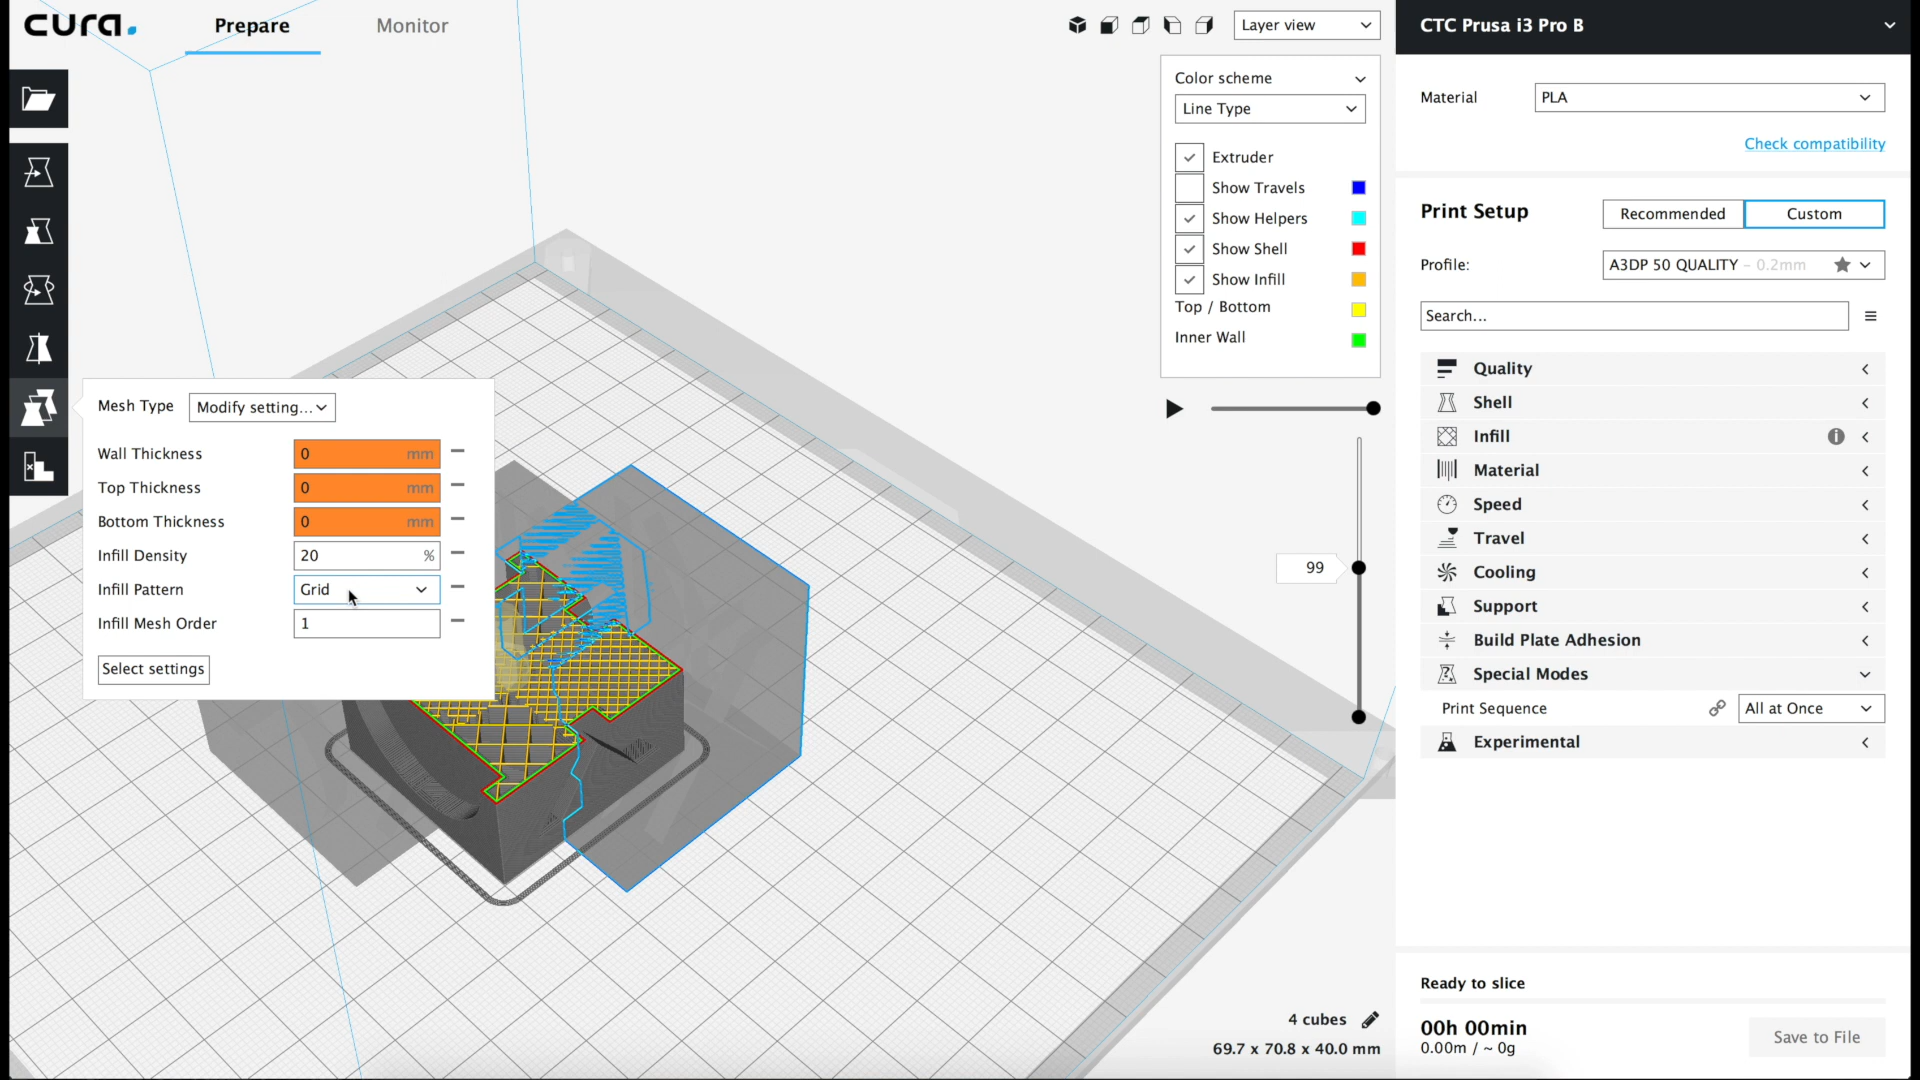 cura.
Prepare
Monitor
Layer view
CTC Prusa i3 Pro B
Color scheme
Line Type
Extruder
Show Travels
Show Helpers
Show Shell
Show Infill
Top / Bottom
Inner Wall
Material
PLA
Check compatibility
Print Setup
Recommended
Custom
Profile:
A3DP 50 QUALITY - 0.2mm
Search...
Quality
Shell
Infill
Material
Speed
Travel
Cooling
Support
Build Plate Adhesion
Special Modes
Print Sequence
All at Once
Experimental
Mesh Type
Modify setting...
Wall Thickness
0 mm
Top Thickness
0 mm
Bottom Thickness
0 mm
Infill Density
20 %
Infill Pattern
Grid
Infill Mesh Order
1
Select settings
99
4 cubes
69.7 x 70.8 x 40.0 mm
Ready to slice
00h 00min
0.00m / ~ 0g
Save to File